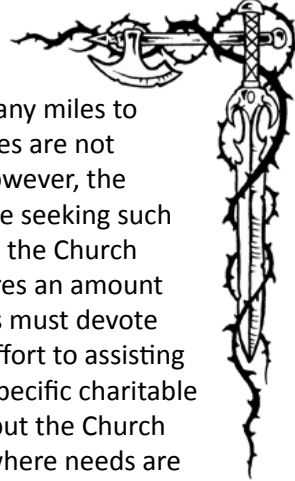 any miles to
es are not
owever, the
e seeking such
the Church
res an amount
s must devote
ffort to assisting
pecific charitable
out the Church
where needs are